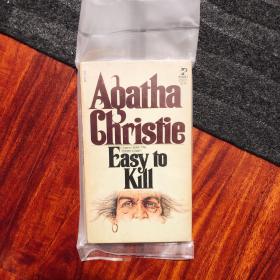 Agatha
Christie
Easy to
Kill